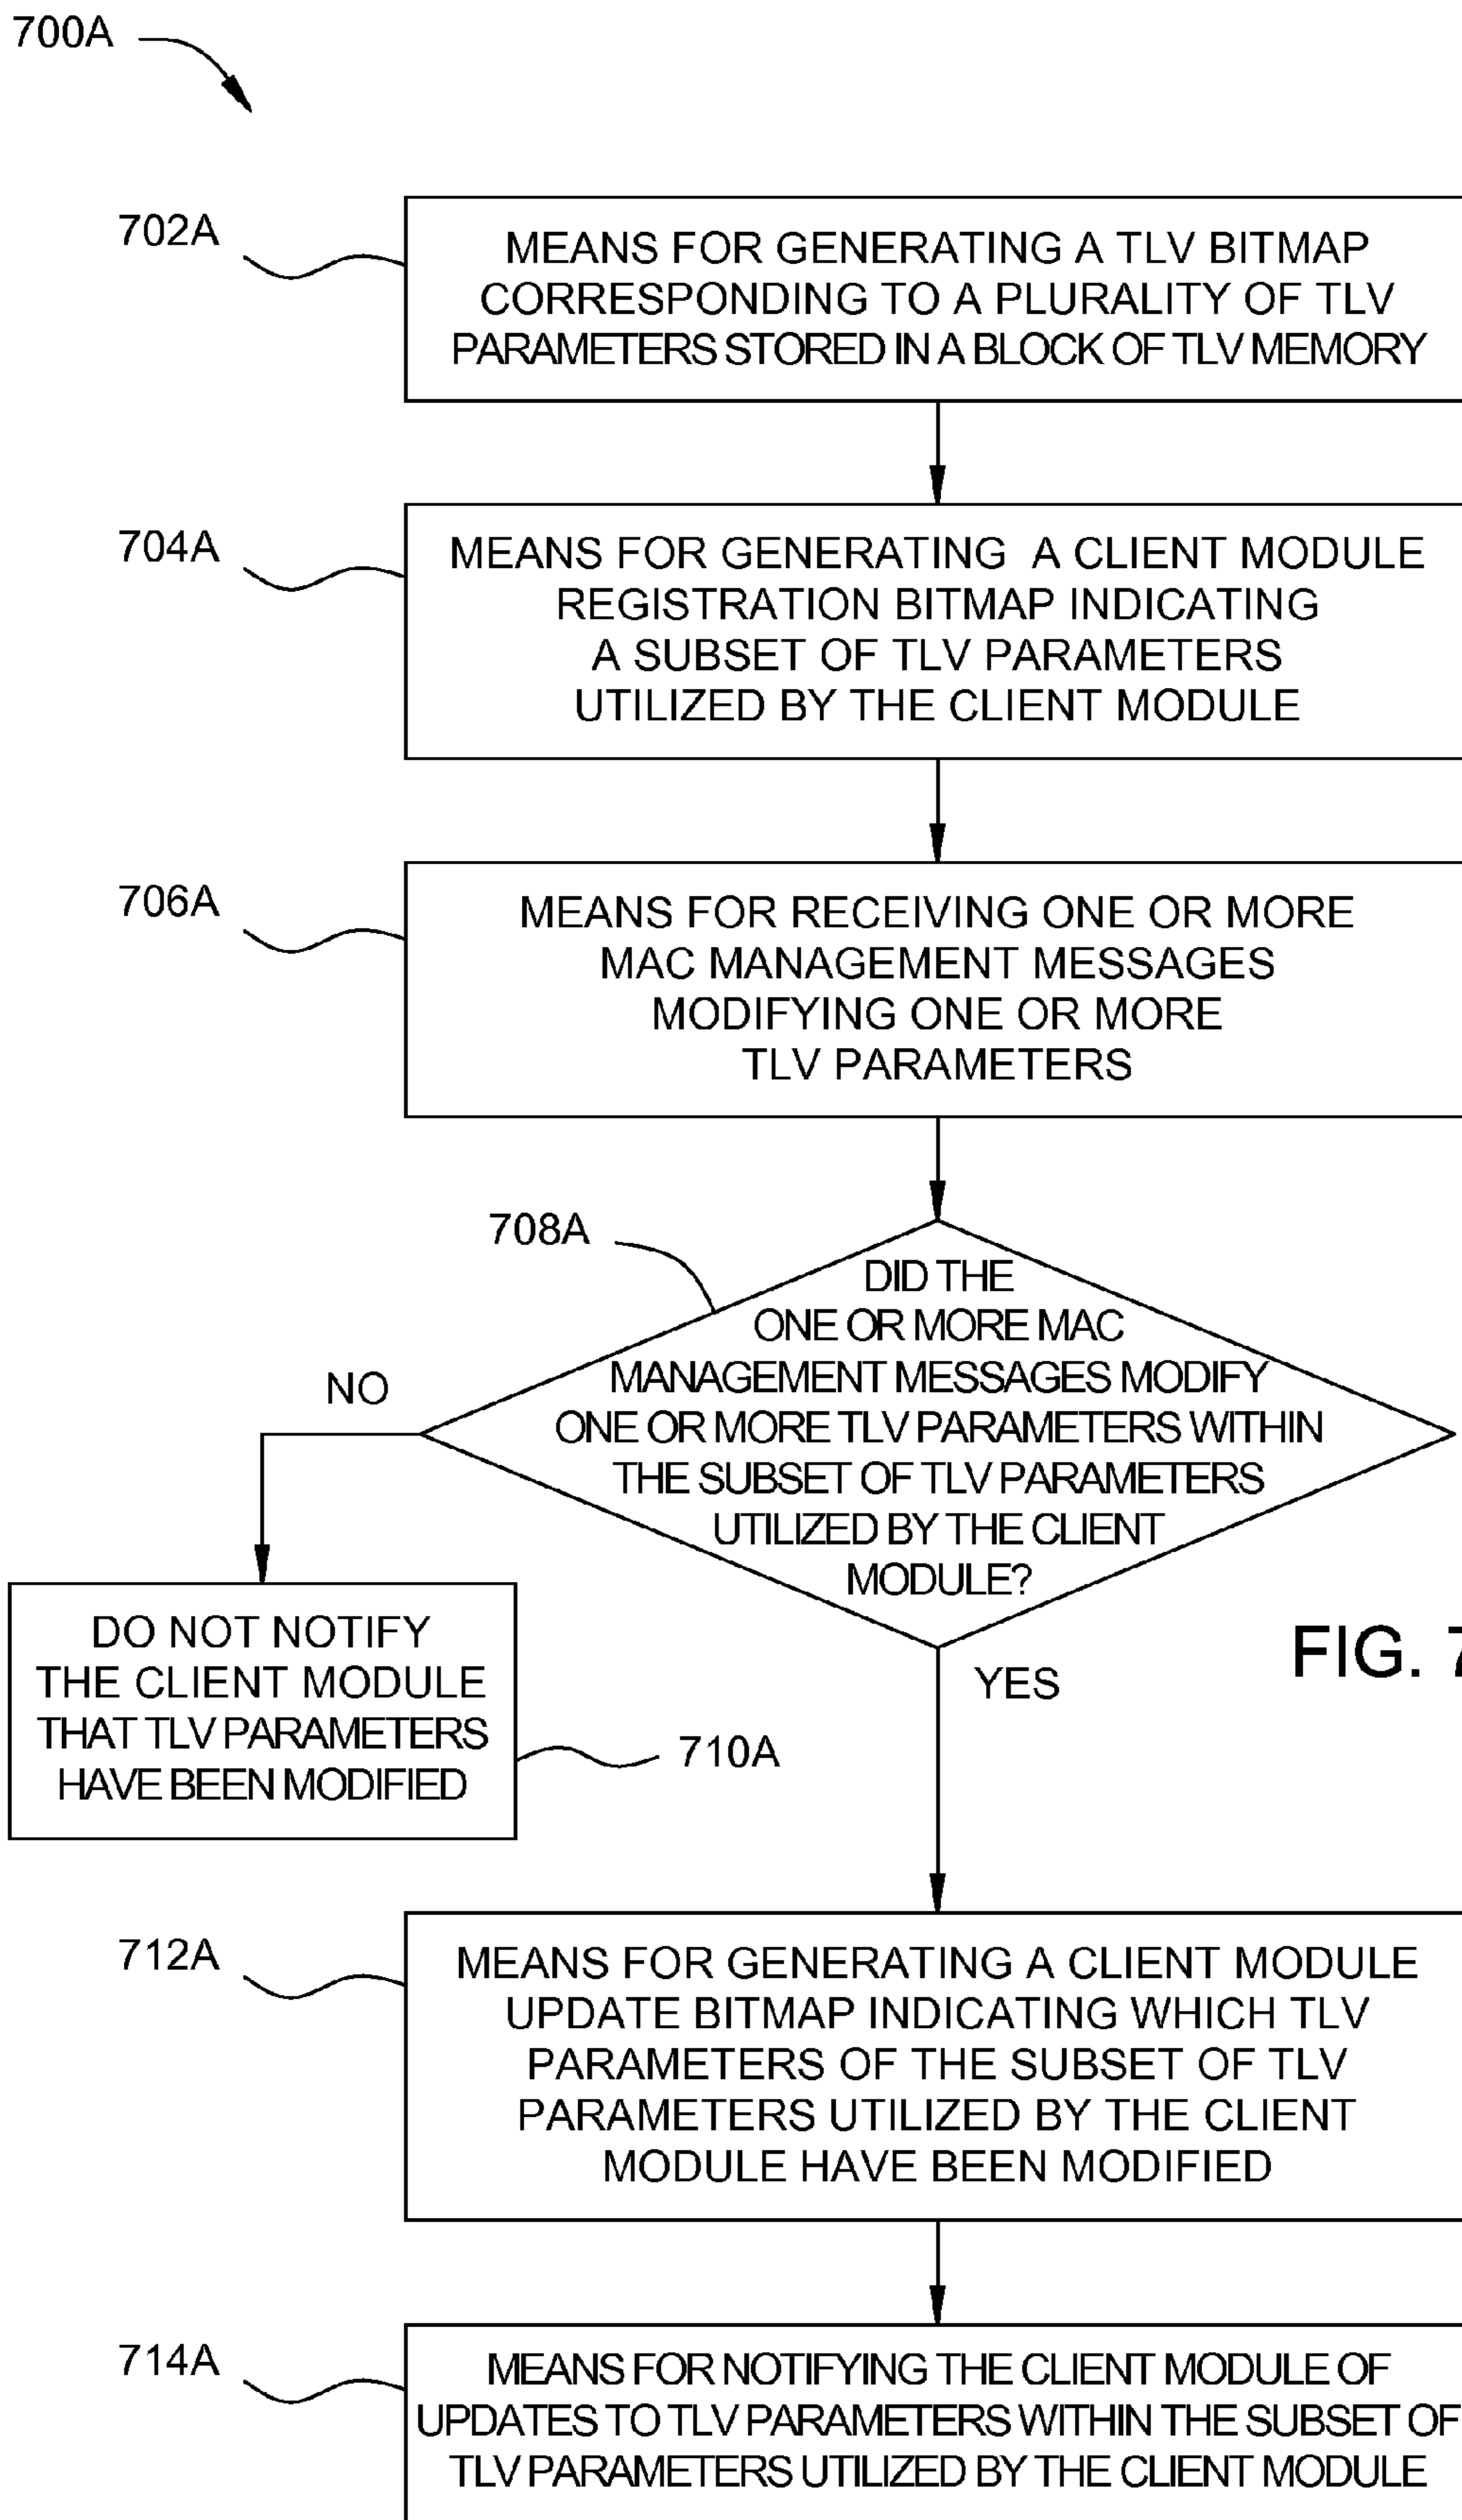 700A
702A
MEANS FOR GENERATING A TLV BITMAP
CORRESPONDING TO A PLURALITY OF TLV
PARAMETERS STORED IN A BLOCK OF TLV MEMORY
704A
MEANS FOR GENERATING A CLIENT MODULE
REGISTRATION BITMAP INDICATING
A SUBSET OF TLV PARAMETERS
UTILIZED BY THE CLIENT MODULE
706A
MEANS FOR RECEIVING ONE OR MORE
MAC MANAGEMENT MESSAGES
MODIFYING ONE OR MORE
TLV PARAMETERS
708A
DID THE
ONE OR MORE MAC
MANAGEMENT MESSAGES MODIFY
ONE OR MORE TLV PARAMETERS WITHIN
THE SUBSET OF TLV PARAMETERS
UTILIZED BY THE CLIENT
MODULE?
NO
DO NOT NOTIFY
THE CLIENT MODULE
THAT TLV PARAMETERS
HAVE BEEN MODIFIED
710A
YES
FIG. 7
712A
MEANS FOR GENERATING A CLIENT MODULE
UPDATE BITMAP INDICATING WHICH TLV
PARAMETERS OF THE SUBSET OF TLV
PARAMETERS UTILIZED BY THE CLIENT
MODULE HAVE BEEN MODIFIED
714A
MEANS FOR NOTIFYING THE CLIENT MODULE OF
UPDATES TO TLV PARAMETERS WITHIN THE SUBSET OF
TLV PARAMETERS UTILIZED BY THE CLIENT MODULE